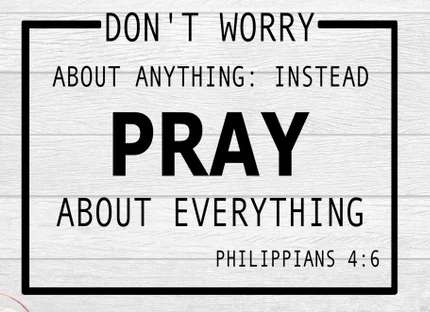 DON'T WORRY
ABOUT ANYTHING: INSTEAD
PRAY
ABOUT EVERYTHING
PHILIPPIANS 4:6